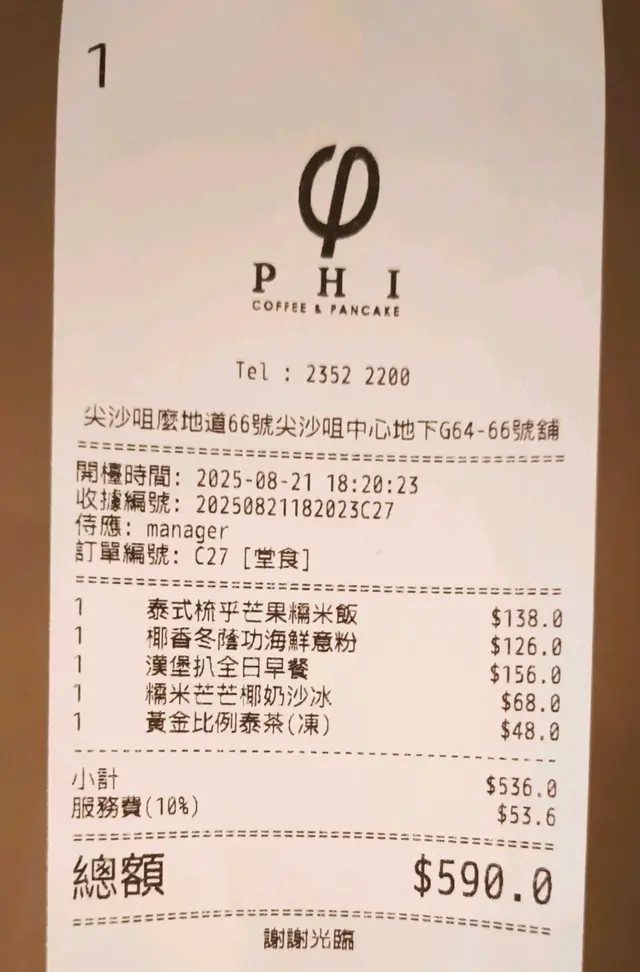 1
φ
PHI
COFFEE & PANCAKE
Tel : 2352 2200
尖沙咀麼地道66號尖沙咀中心地下G64-66號舖
開檯時間: 2025-08-21 18:20:23
收據編號: 20250821182023C27
侍應: manager
訂單編號: C27 [堂食]
1 泰式梳乎芒果糯米飯 $138.0
1 椰香冬蔭功海鮮意粉 $126.0
1 漢堡扒全日早餐 $156.0
1 糯米芒芒椰奶沙冰 $68.0
1 黃金比例泰茶(凍) $48.0
小計 $536.0
服務費(10%) $53.6
總額 $590.0
謝謝光臨